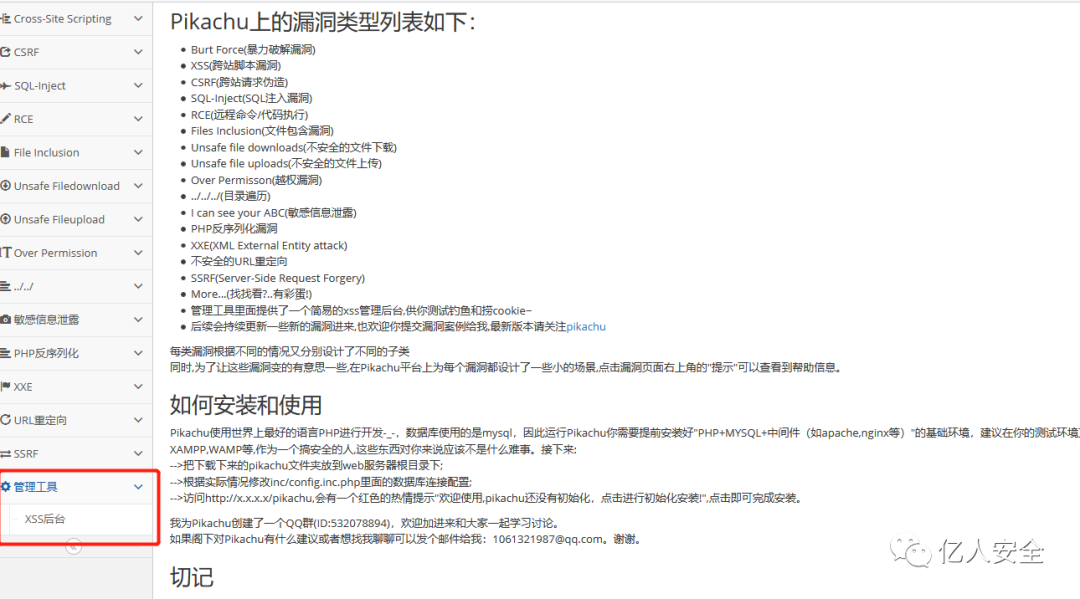 Cross-Site Scripting
CSRF
SQL-Inject
RCE
File Inclusion
Unsafe Filedownload
Unsafe Fileupload
Over Permission
../../
敏感信息泄露
PHP反序列化
XXE
URL重定向
SSRF
管理工具
XSS后台
Pikachu上的漏洞类型列表如下：
Burt Force(暴力破解漏洞)
XSS(跨站脚本漏洞)
CSRF(跨站请求伪造)
SQL-Inject(SQL注入漏洞)
RCE(远程命令/代码执行)
Files Inclusion(文件包含漏洞)
Unsafe file downloads(不安全的文件下载)
Unsafe file uploads(不安全的文件上传)
Over Permisson(越权漏洞)
../../../(目录遍历)
I can see your ABC(敏感信息泄露)
PHP反序列化漏洞
XXE(XML External Entity attack)
不安全的URL重定向
SSRF(Server-Side Request Forgery)
More...(找找看?..有彩蛋!)
管理工具里面提供了一个简易的xss管理后台,供你测试钓鱼和捞cookie~
后续会持续更新一些新的漏洞进来,也欢迎你提交漏洞案例给我,最新版本请关注pikachu
每类漏洞根据不同的情况又分别设计了不同的子类
同时,为了让这些漏洞变的有意思一些,在Pikachu平台上为每个漏洞都设计了一些小的场景,点击漏洞页面右上角的"提示"可以查看到帮助信息。
如何安装和使用
Pikachu使用世界上最好的语言PHP进行开发-_-，数据库使用的是mysql，因此运行Pikachu你需要提前安装好"PHP+MYSQL+中间件（如apache,nginx等）"的基础环境，建议在你的测试环境
XAMPP,WAMP等,作为一个搞安全的人,这些东西对你来说应该不是什么难事。接下来:
-->把下载下来的pikachu文件夹放到web服务器根目录下;
-->根据实际情况修改inc/config.inc.php里面的数据库连接配置;
-->访问http://x.x.x.x/pikachu,会有一个红色的热情提示"欢迎使用,pikachu还没有初始化，点击进行初始化安装!",点击即可完成安装。
我为Pikachu创建了一个QQ群(ID:532078894)，欢迎加进来和大家一起学习讨论。
如果阁下对Pikachu有什么建议或者想找我聊聊可以发个邮件给我：1061321987@qq.com。谢谢。
切记
亿人安全